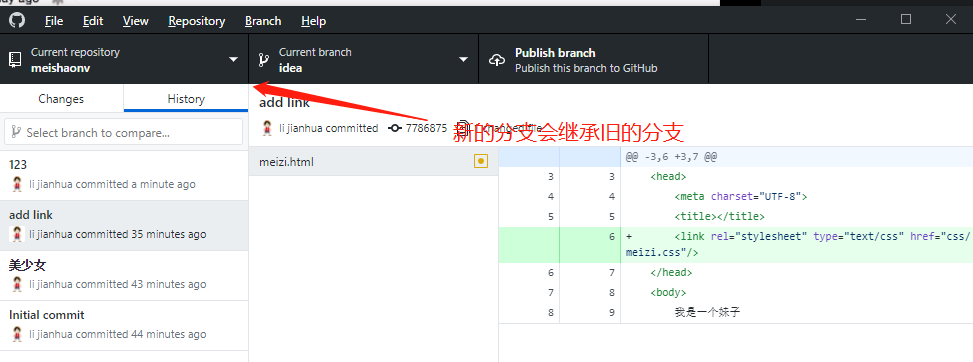 File Edit View Repository Branch Help
Current repository
meishaonv
Current branch
idea
Publish branch
Publish this branch to GitHub
Changes History
Select branch to compare...
123
li jianhua committed a minute ago
add link
li jianhua committed 35 minutes ago
美少女
li jianhua committed 43 minutes ago
Initial commit
li jianhua committed 44 minutes ago
add link
li jianhua committed 7786875 1 changed file
新的分支会继承旧的分支
meizi.html
@@ -3,6 +3,7 @@
3 3 <head>
4 4 <meta charset="UTF-8">
5 5 <title></title>
6 + <link rel="stylesheet" type="text/css" href="css/
meizi.css"/>
6 7 </head>
7 8 <body>
8 9 我是一个妹子